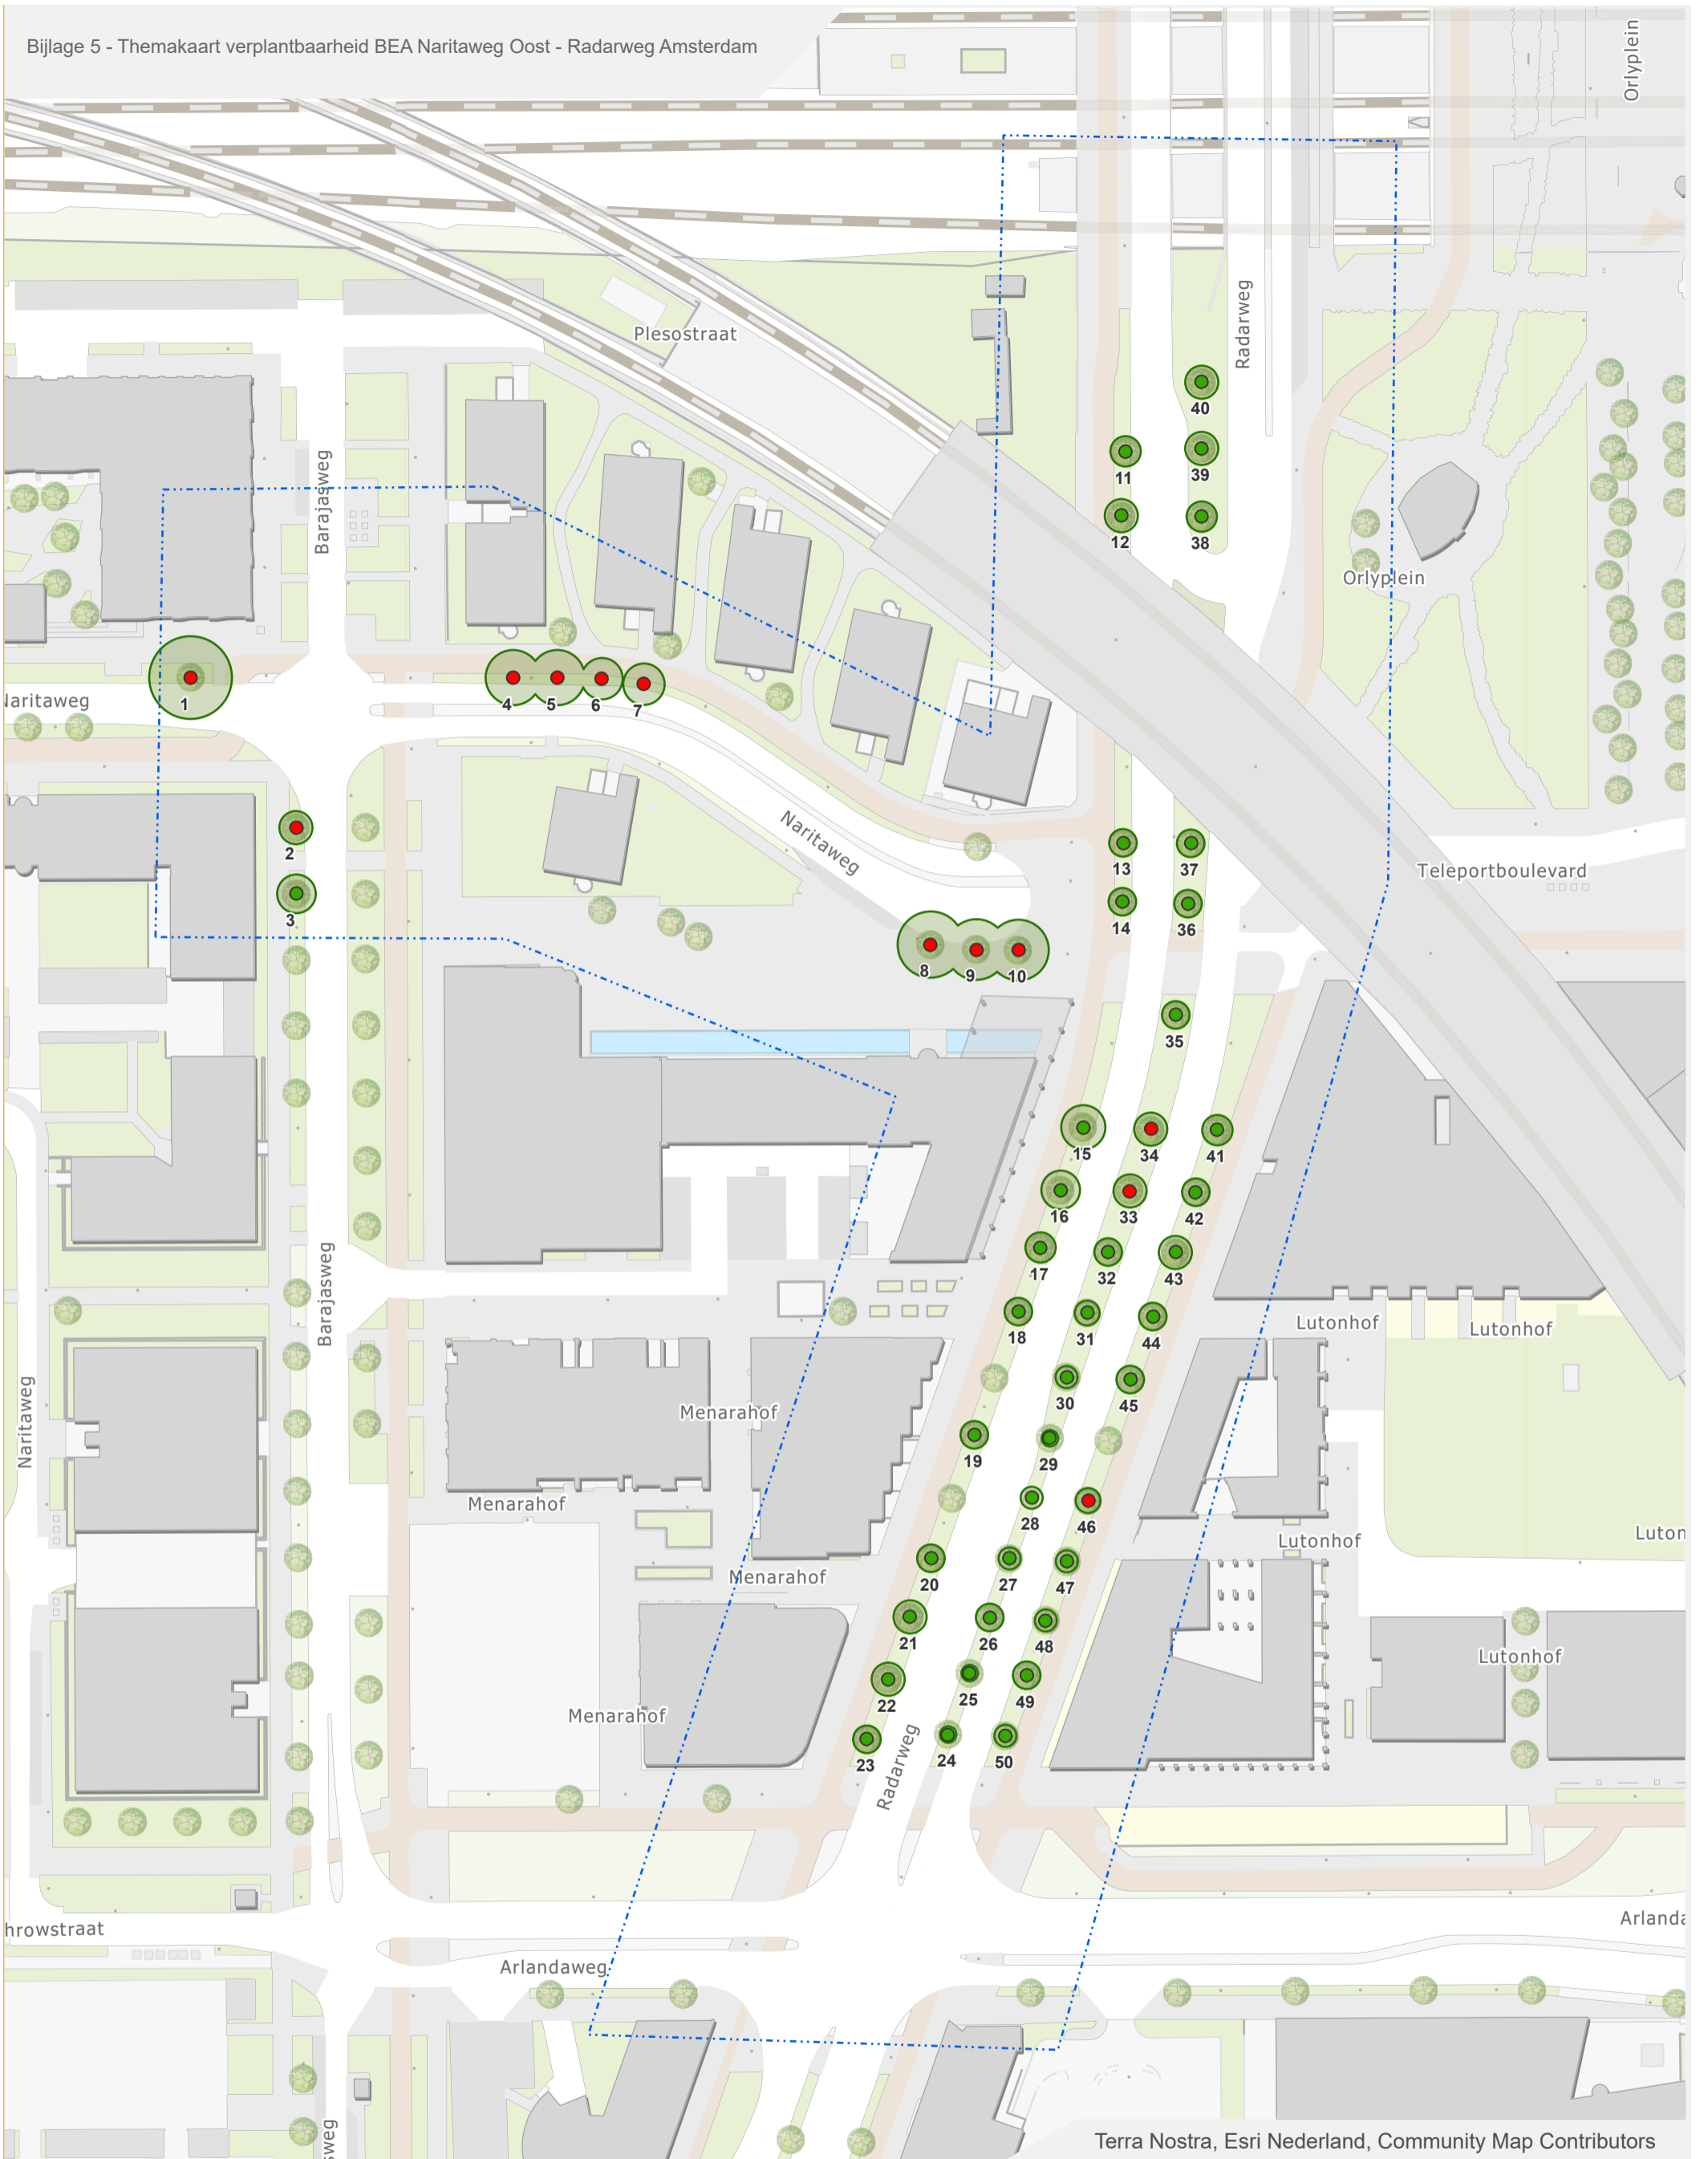 Bijlage 5 - Themakaart verplantbaarheid BEA Naritaweg Oost - Radarweg Amsterdam
Orlyplein
Radarweg
Plesostraat
40
39
11
Barajasweg
12
38
Orlyplein
Naritaweg
1
4
5
6
7
Naritaweg
2
13
37
Teleportboulevard
3
14
36
8
9
10
35
15
34
41
16
33
42
17
32
43
Barajasweg
18
31
44
Lutonhof
Lutonhof
30
45
Naritaweg
Menarahof
19
29
Menarahof
28
46
Lutonhof
Luton
20
27
47
Menarahof
21
26
48
Lutonhof
22
25
49
Menarahof
23
24
50
Radarweg
hrowstraat
Arlanda
Arlandaweg
sweg
Terra Nostra, Esri Nederland, Community Map Contributors